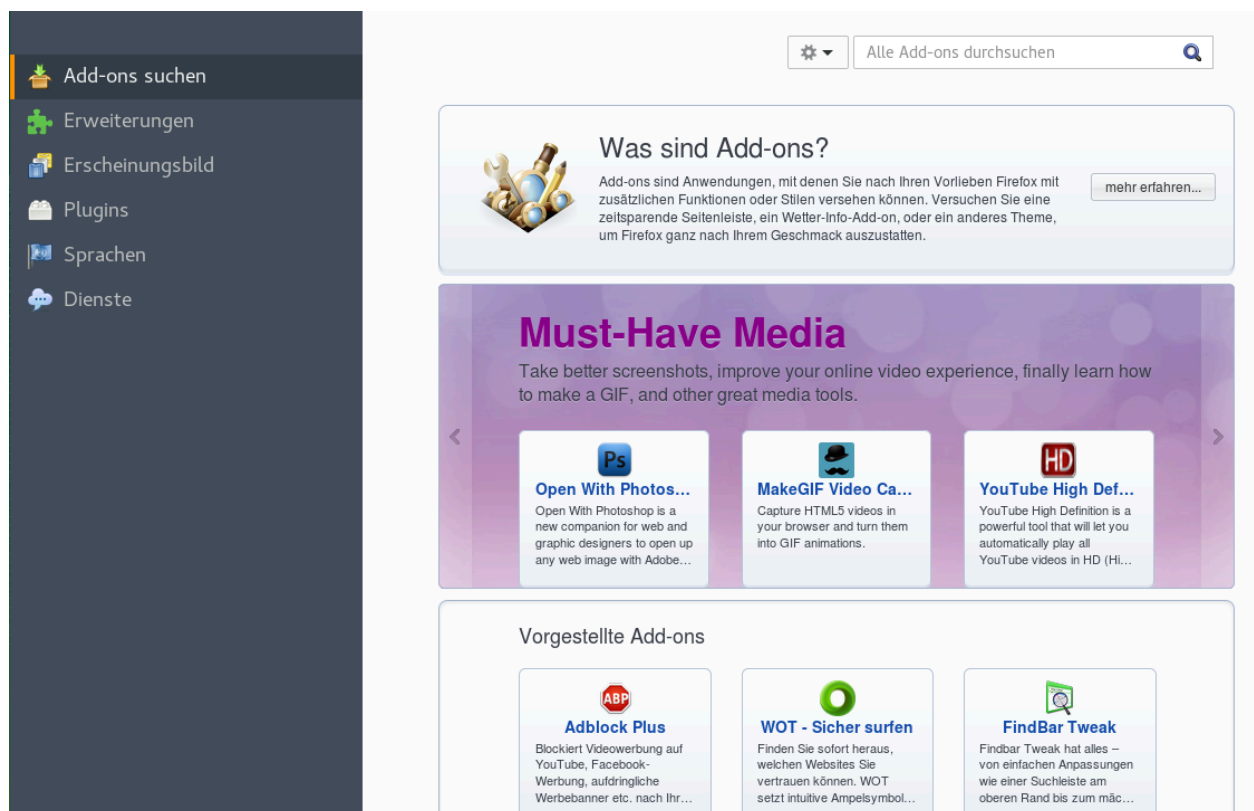 Alle Add-ons durchsuchen
Add-ons suchen
Erweiterungen
Erscheinungsbild
Plugins
Sprachen
Dienste
Was sind Add-ons?
Add-ons sind Anwendungen, mit denen Sie nach Ihren Vorlieben Firefox mit
zusätzlichen Funktionen oder Stilen versehen können. Versuchen Sie eine
zeitsparende Seitenleiste, ein Wetter-Info-Add-on, oder ein anderes Theme,
um Firefox ganz nach Ihrem Geschmack auszustatten.
mehr erfahren...
Must-Have Media
Take better screenshots, improve your online video experience, finally learn how
to make a GIF, and other great media tools.
Ps
Open With Photos...
Open With Photoshop is a
new companion for web and
graphic designers to open up
any web image with Adobe...
MakeGIF Video Ca...
Capture HTML5 videos in
your browser and turn them
into GIF animations.
HD
YouTube High Def...
YouTube High Definition is a
powerful tool that will let you
automatically play all
YouTube videos in HD (Hi...
Vorgestellte Add-ons
ABP
Adblock Plus
Blockiert Videowerbung auf
YouTube, Facebook-
Werbung, aufdringliche
Werbebanner etc. nach Ihr...
WOT - Sicher surfen
Finden Sie sofort heraus,
welchen Websites Sie
vertrauen können. WOT
setzt intuitive Ampelsymbol...
FindBar Tweak
Findbar Tweak hat alles –
von einfachen Anpassungen
wie einer Suchleiste am
oberen Rand bis zum mäc...